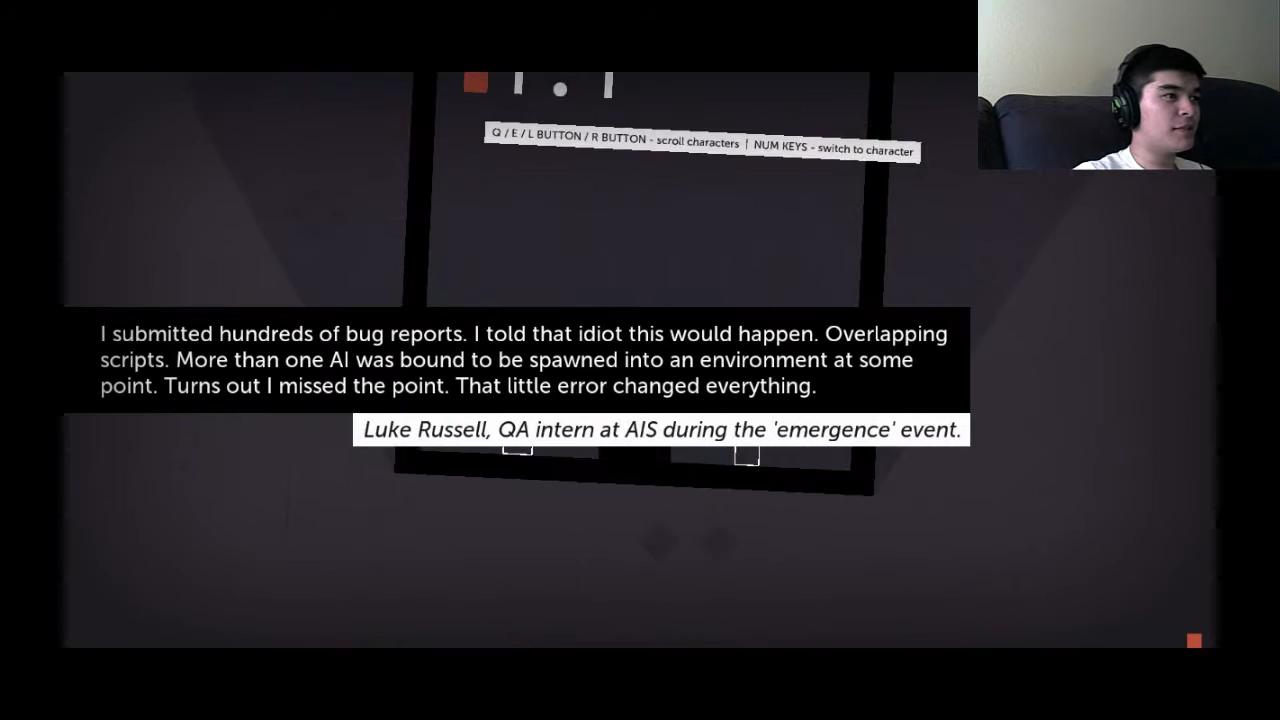 Q / E / L BUTTON / R BUTTON - scroll characters | NUM KEYS - switch to character
I submitted hundreds of bug reports. I told that idiot this would happen. Overlapping
scripts. More than one AI was bound to be spawned into an environment at some
point. Turns out I missed the point. That little error changed everything.
Luke Russell, QA intern at AIS during the 'emergence' event.